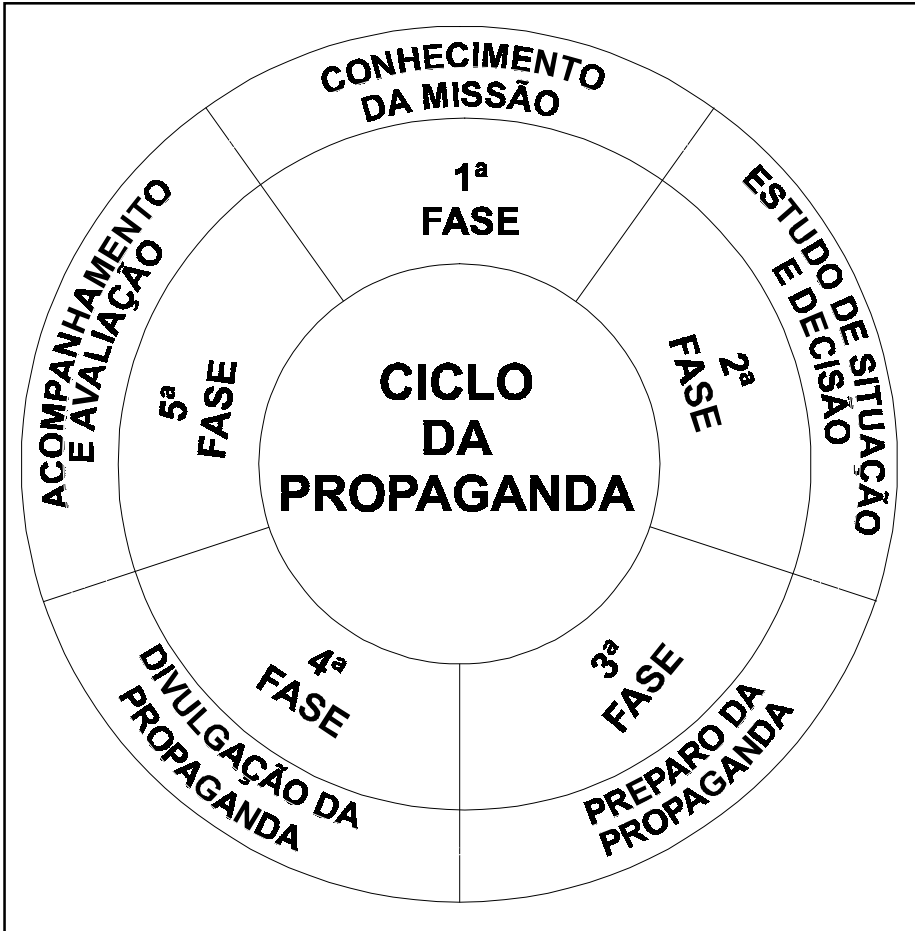 CICLO
DA
PROPAGANDA
CONHECIMENTO
DA MISSÃO
1ª
FASE
ESTUDO DE SITUAÇÃO
E DECISÃO
2ª
FASE
PREPARO DA
PROPAGANDA
3ª
FASE
DIVULGAÇÃO DA
PROPAGANDA
4ª
FASE
ACOMPANHAMENTO
E AVALIAÇÃO
5ª
FASE